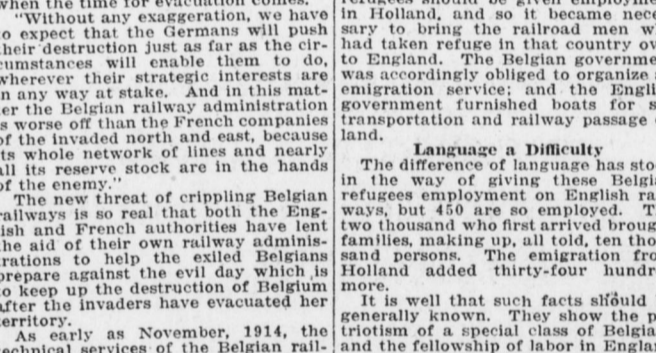 when the time for evacuation comes.
"Without any exaggeration, we have
to expect that the Germans will push
their destruction just as far as the cir-
cumstances will enable them to do,
wherever their strategic interests are
in any way at stake. And in this mat-
ter the Belgian railway administration
is worse off than the French companies
of the invaded north and east, because
its whole network of lines and nearly
all its reserve stock are in the hands
of the enemy."
The new threat of crippling Belgian
railways is so real that both the Eng-
lish and French authorities have lent
the aid of their own railway adminis-
trations to help the exiled Belgians
prepare against the evil day which is
to keep up the destruction of Belgium
after the invaders have evacuated her
territory.
As early as November, 1914, the
technical services of the Belgian rail-
refugees should be given employm
in Holland, and so it became nece
sary to bring the railroad men w
had taken refuge in that country ov
to England. The Belgian governme
was accordingly obliged to organize
emigration service; and the Engli
government furnished boats for s
transportation and railway passage
land.
Language a Difficulty
The difference of language has stoo
in the way of giving these Belgia
refugees employment on English ra
ways, but 450 are so employed. T
two thousand who first arrived broug
families, making up, all told, ten tho
sand persons. The emigration fro
Holland added thirty-four hundr
more.
It is well that such facts should
generally known. They show the p
triotism of a special class of Belgia
and the fellowship of labor in Englan